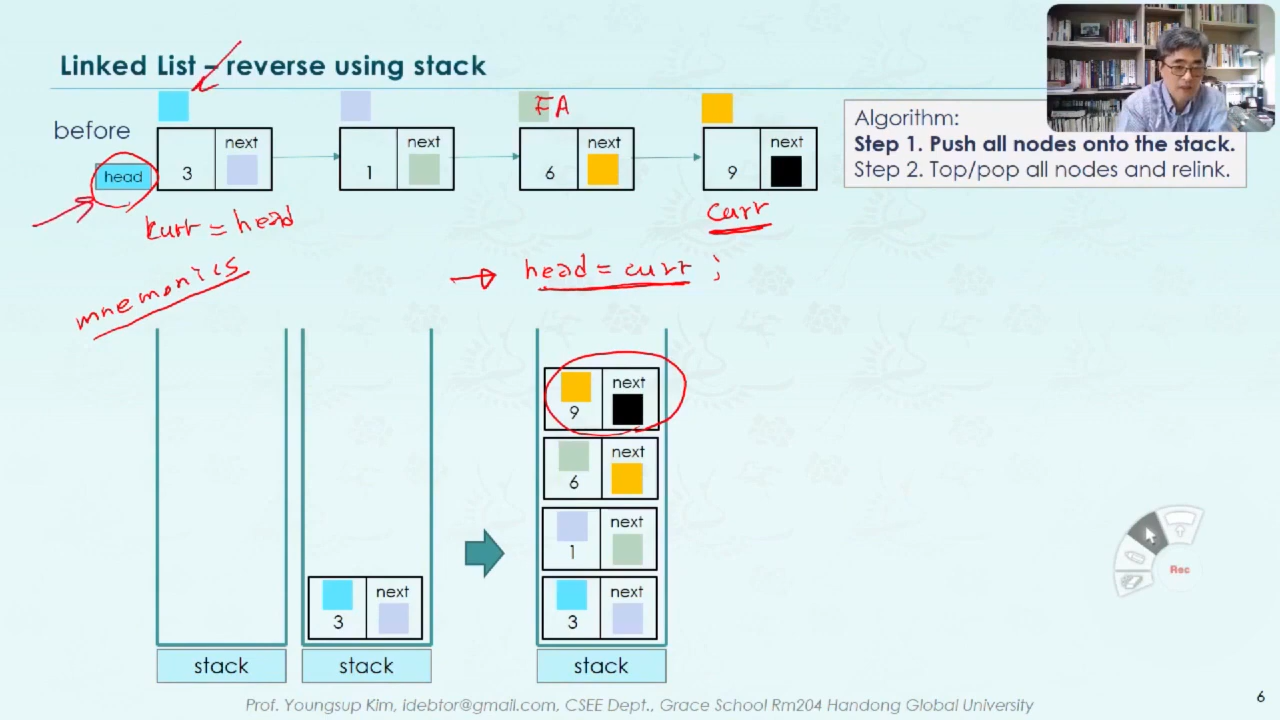 Linked List – reverse using stack
FA
before
head
3
next
1
next
6
next
9
next
Algorithm:
Step 1. Push all nodes onto the stack.
Step 2. Top/pop all nodes and relink.
curr = head
curr
mnemonics
head = curr ;
9
next
6
next
1
next
3
next
3
next
stack
stack
stack
Rec
Prof. Youngsup Kim, idebtor@gmail.com, CSEE Dept., Grace School Rm204 Handong Global University
6